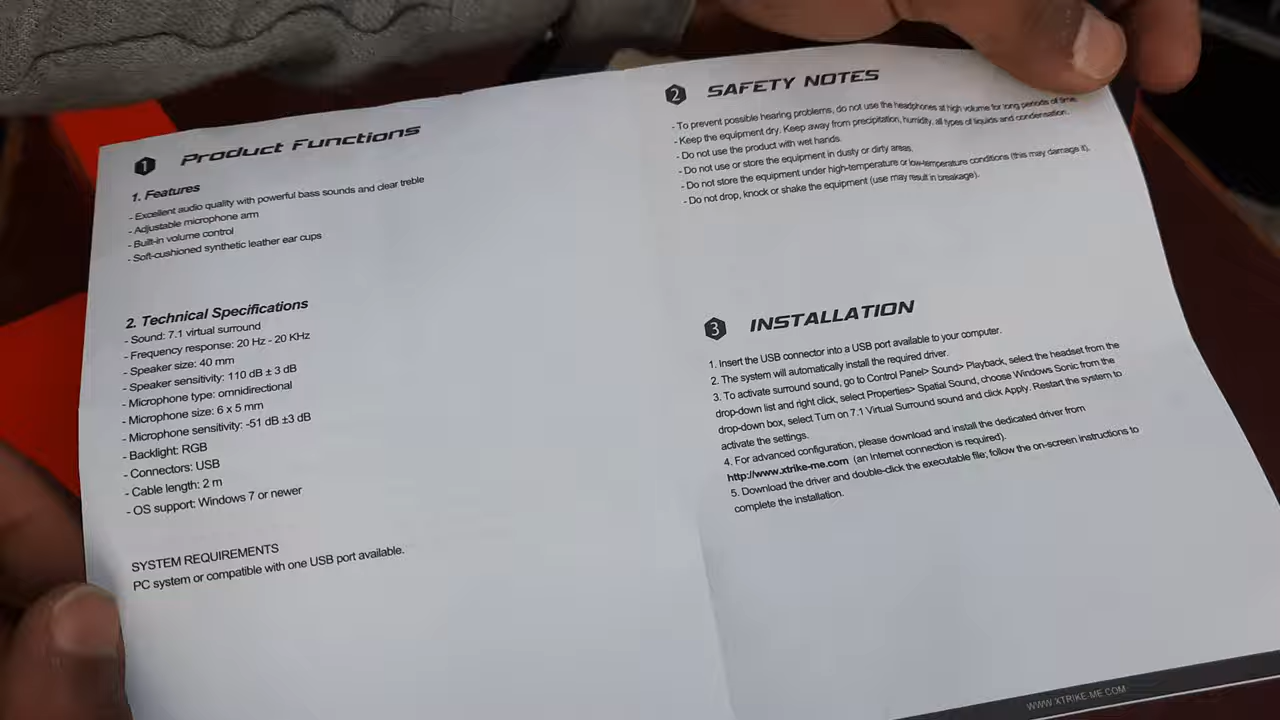 1 Product Functions
1. Features
- Excellent audio quality with powerful bass sounds and clear treble
- Adjustable microphone arm
- Built-in volume control
- Soft-cushioned synthetic leather ear cups
2. Technical Specifications
- Sound: 7.1 virtual surround
- Frequency response: 20 Hz - 20 KHz
- Speaker size: 40 mm
- Speaker sensitivity: 110 dB ± 3 dB
- Microphone type: omnidirectional
- Microphone size: 6 x 5 mm
- Microphone sensitivity: -51 dB ±3 dB
- Backlight: RGB
- Connectors: USB
- Cable length: 2 m
- OS support: Windows 7 or newer
SYSTEM REQUIREMENTS
PC system or compatible with one USB port available.
2 SAFETY NOTES
- To prevent possible hearing problems, do not use the headphones at high volume for long periods of time.
- Keep the equipment dry. Keep away from precipitation, humidity, all types of liquids and condensation.
- Do not use the product with wet hands.
- Do not use or store the equipment in dusty or dirty areas.
- Do not store the equipment under high-temperature or low-temperature conditions (this may damage it).
- Do not drop, knock or shake the equipment (use may result in breakage).
3 INSTALLATION
1. Insert the USB connector into a USB port available to your computer.
2. The system will automatically install the required driver.
3. To activate surround sound, go to Control Panel> Sound> Playback, select the headset from the
drop-down list and right click, select Properties> Spatial Sound, choose Windows Sonic from the
drop-down box, select Turn on 7.1 Virtual Surround sound and click Apply. Restart the system to
activate the settings.
4. For advanced configuration, please download and install the dedicated driver from
http://www.xtrike-me.com (an Internet connection is required).
5. Download the driver and double-click the executable file; follow the on-screen instructions to
complete the installation.
WWW.XTRIKE-ME.COM